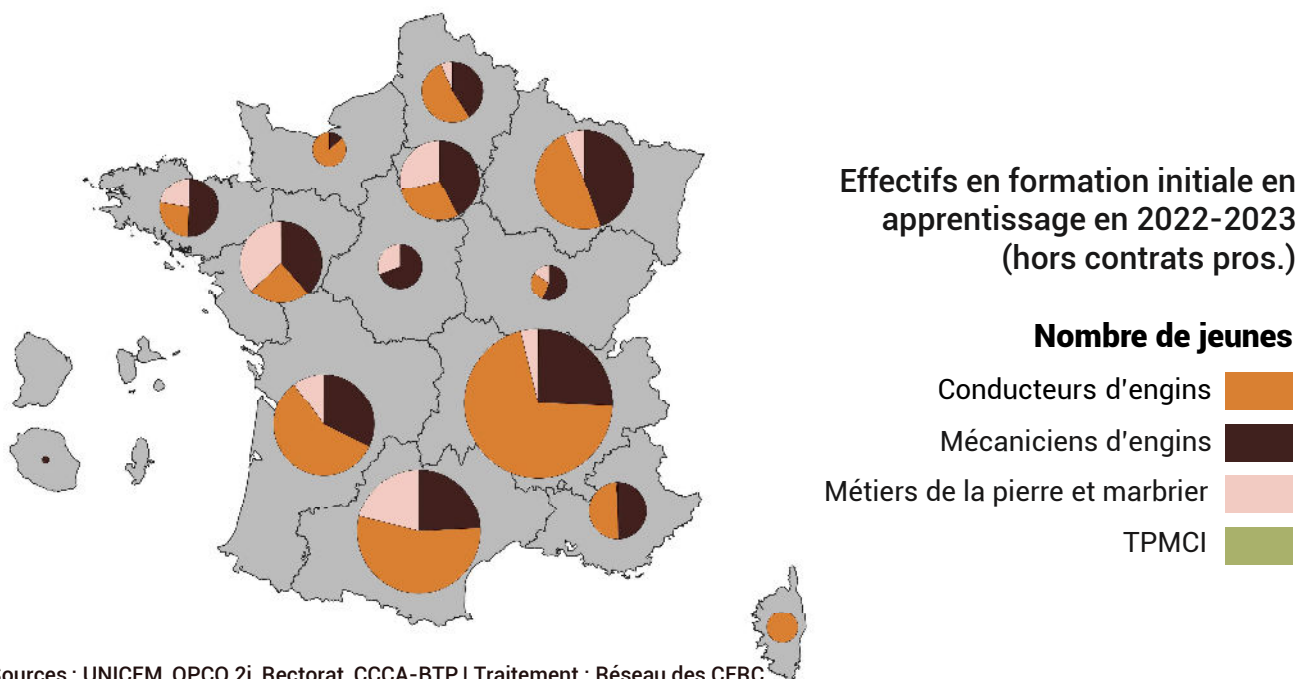 Effectifs en formation initiale en
apprentissage en 2022-2023
(hors contrats pros.)
Nombre de jeunes
Conducteurs d'engins
Mécaniciens d'engins
Métiers de la pierre et marbrier
TPMCI
Sources : UNICEM, OPCO 2i, Rectorat, CCCA-BTP | Traitement : Réseau des CERC